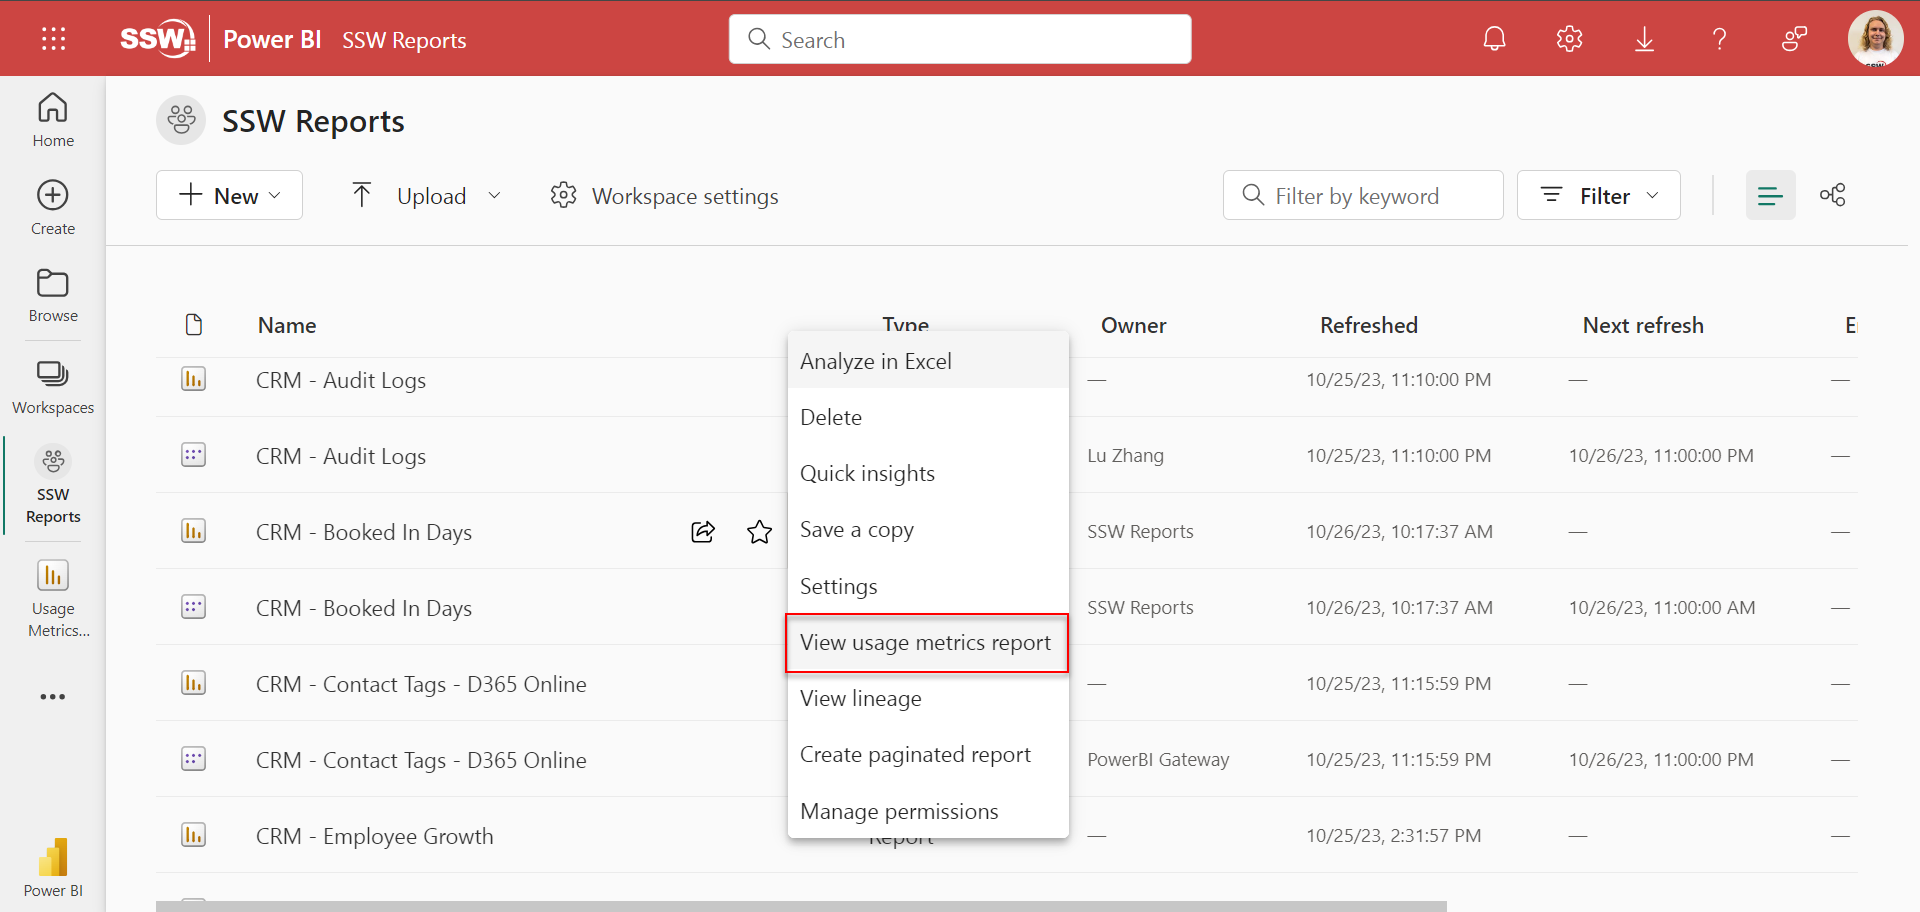 SSW Power BI SSW Reports Search
SSW
Home
Create
Browse
Workspaces
SSW
Reports
Usage
Metrics...
Power BI
SSW Reports
New Upload Workspace settings Filter by keyword Filter
Name Type Owner Refreshed Next refresh
CRM - Audit Logs — 10/25/23, 11:10:00 PM — —
CRM - Audit Logs Lu Zhang 10/25/23, 11:10:00 PM 10/26/23, 11:00:00 PM —
CRM - Booked In Days SSW Reports 10/26/23, 10:17:37 AM — —
CRM - Booked In Days SSW Reports 10/26/23, 10:17:37 AM 10/26/23, 11:00:00 AM —
CRM - Contact Tags - D365 Online — 10/25/23, 11:15:59 PM — —
CRM - Contact Tags - D365 Online PowerBI Gateway 10/25/23, 11:15:59 PM 10/26/23, 11:00:00 PM —
CRM - Employee Growth Report — 10/25/23, 2:31:57 PM — —
Analyze in Excel
Delete
Quick insights
Save a copy
Settings
View usage metrics report
View lineage
Create paginated report
Manage permissions